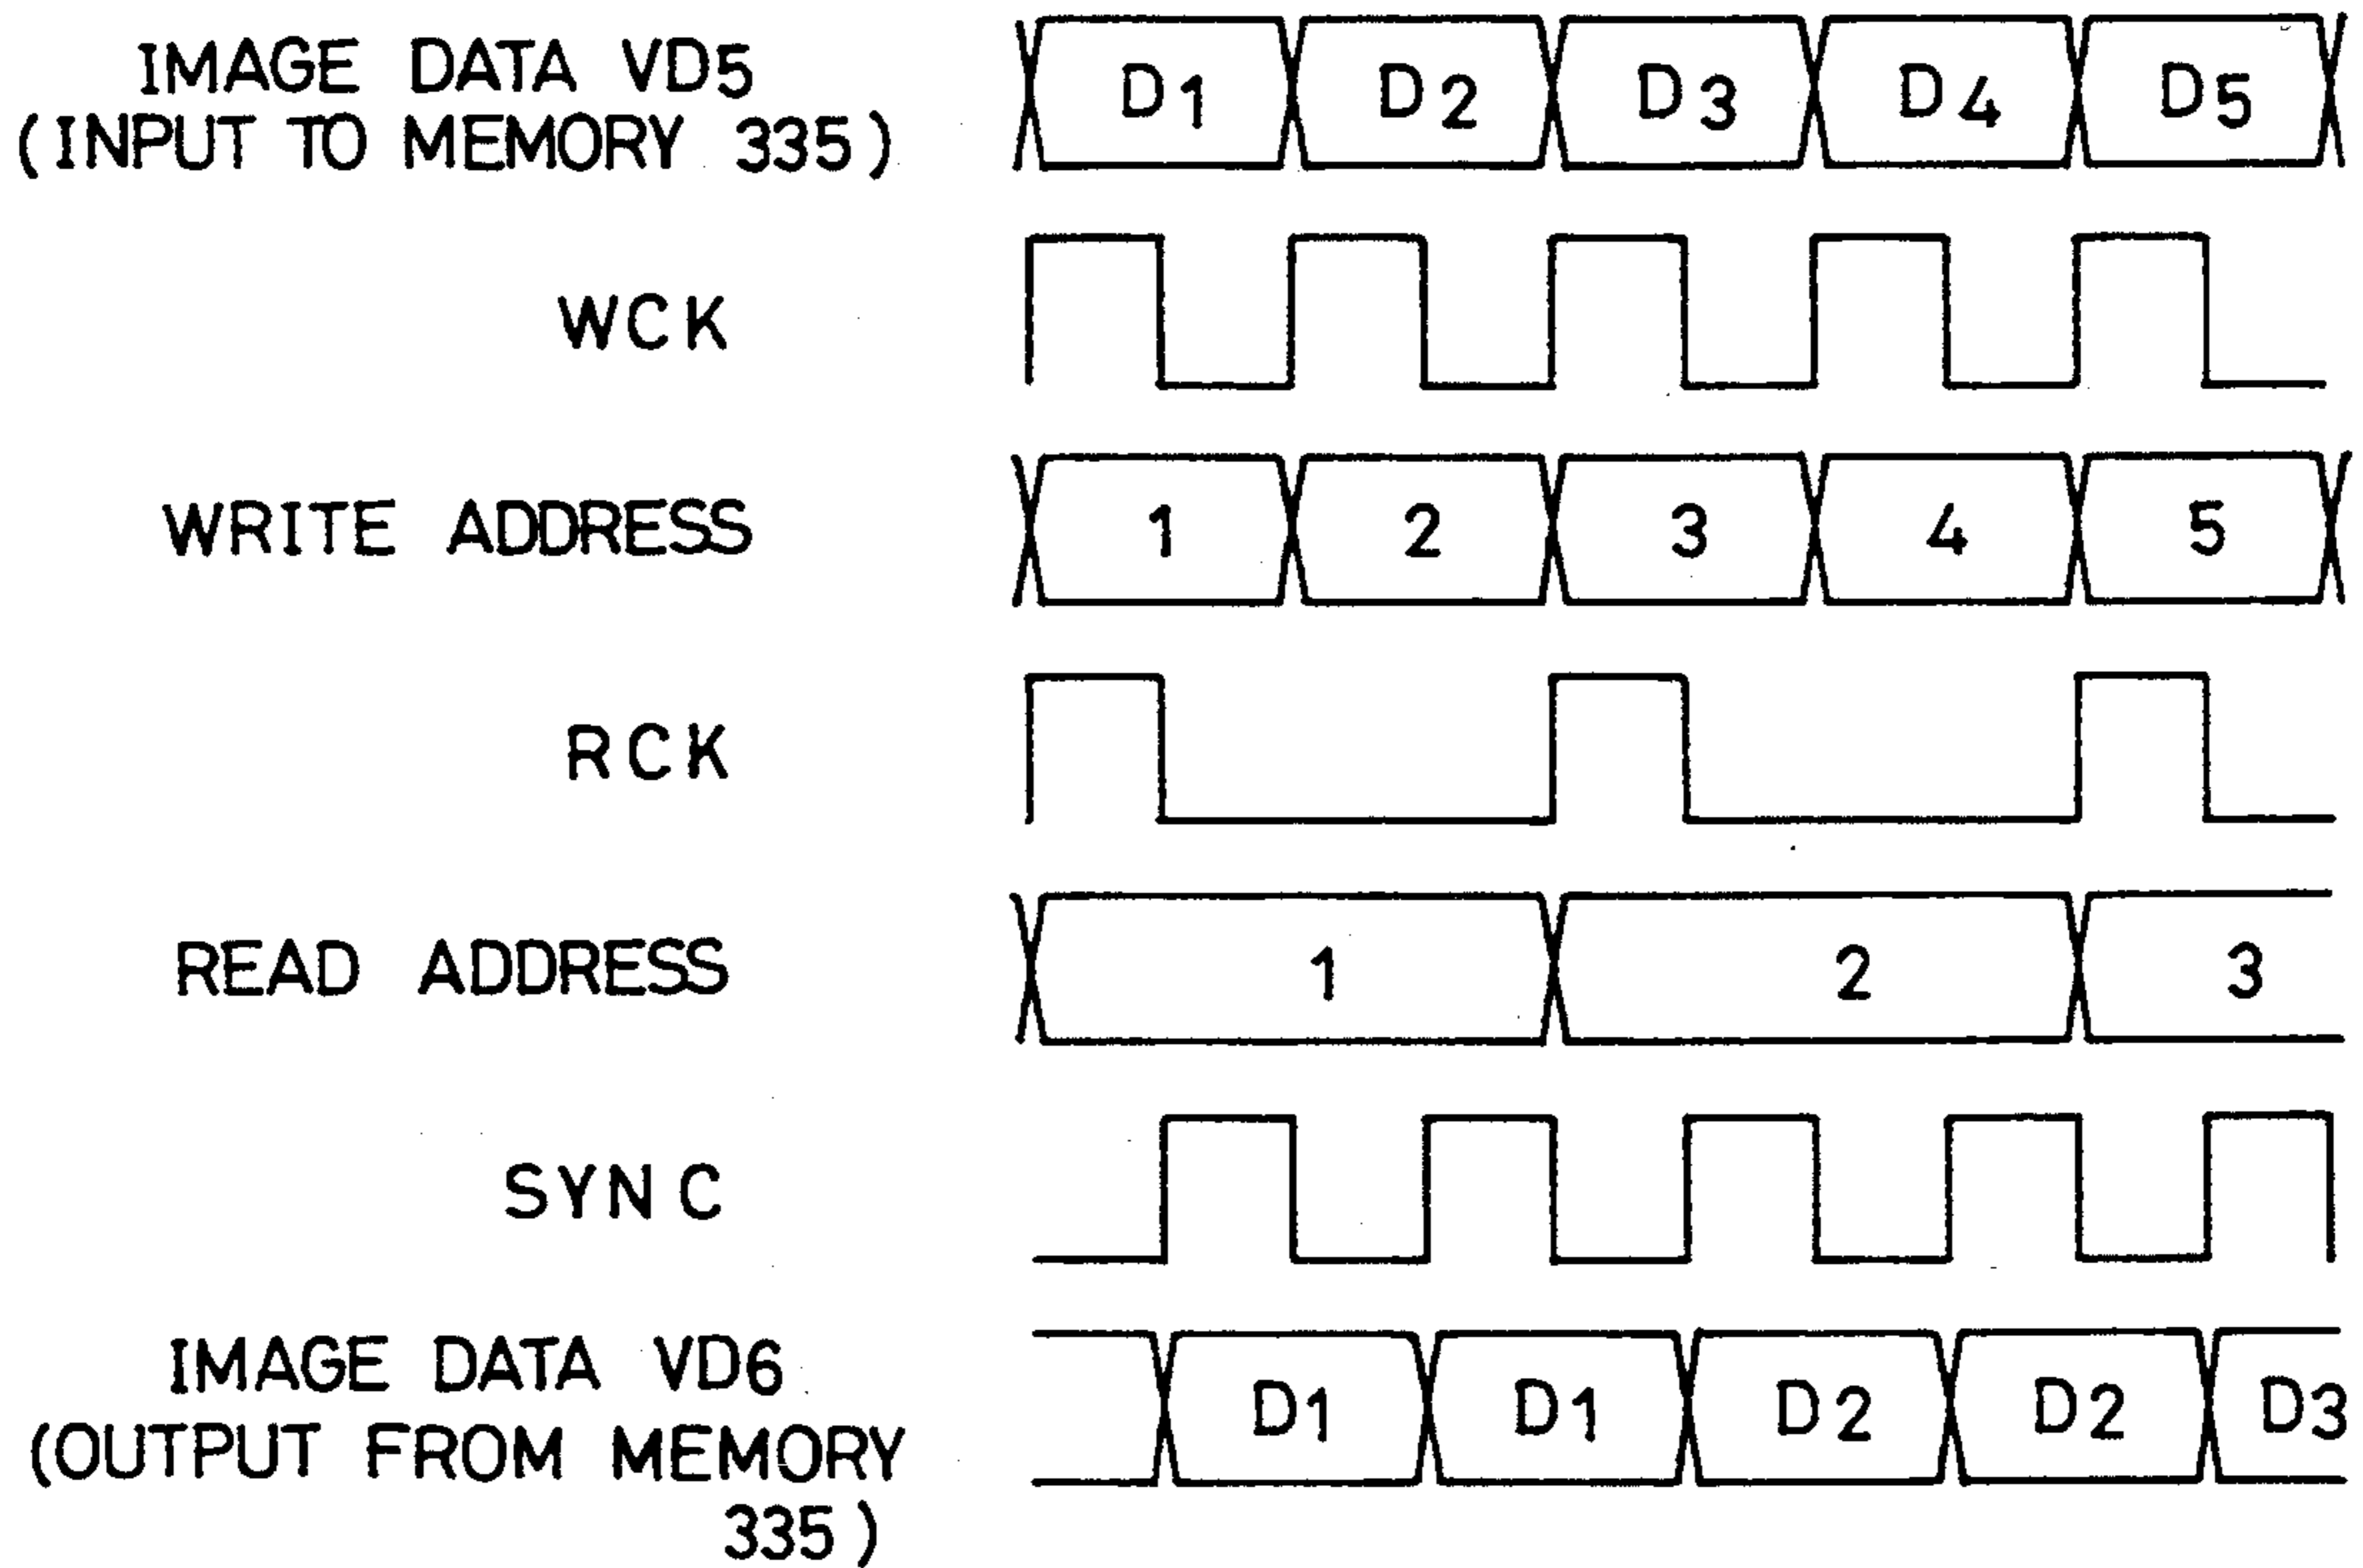 IMAGE DATA VD5
(INPUT TO MEMORY 335)
D1 D2 D3 D4 D5
WCK
WRITE ADDRESS
1 2 3 4 5
RCK
READ ADDRESS
1 2 3
SYNC
IMAGE DATA VD6
(OUTPUT FROM MEMORY
335)
D1 D1 D2 D2 D3